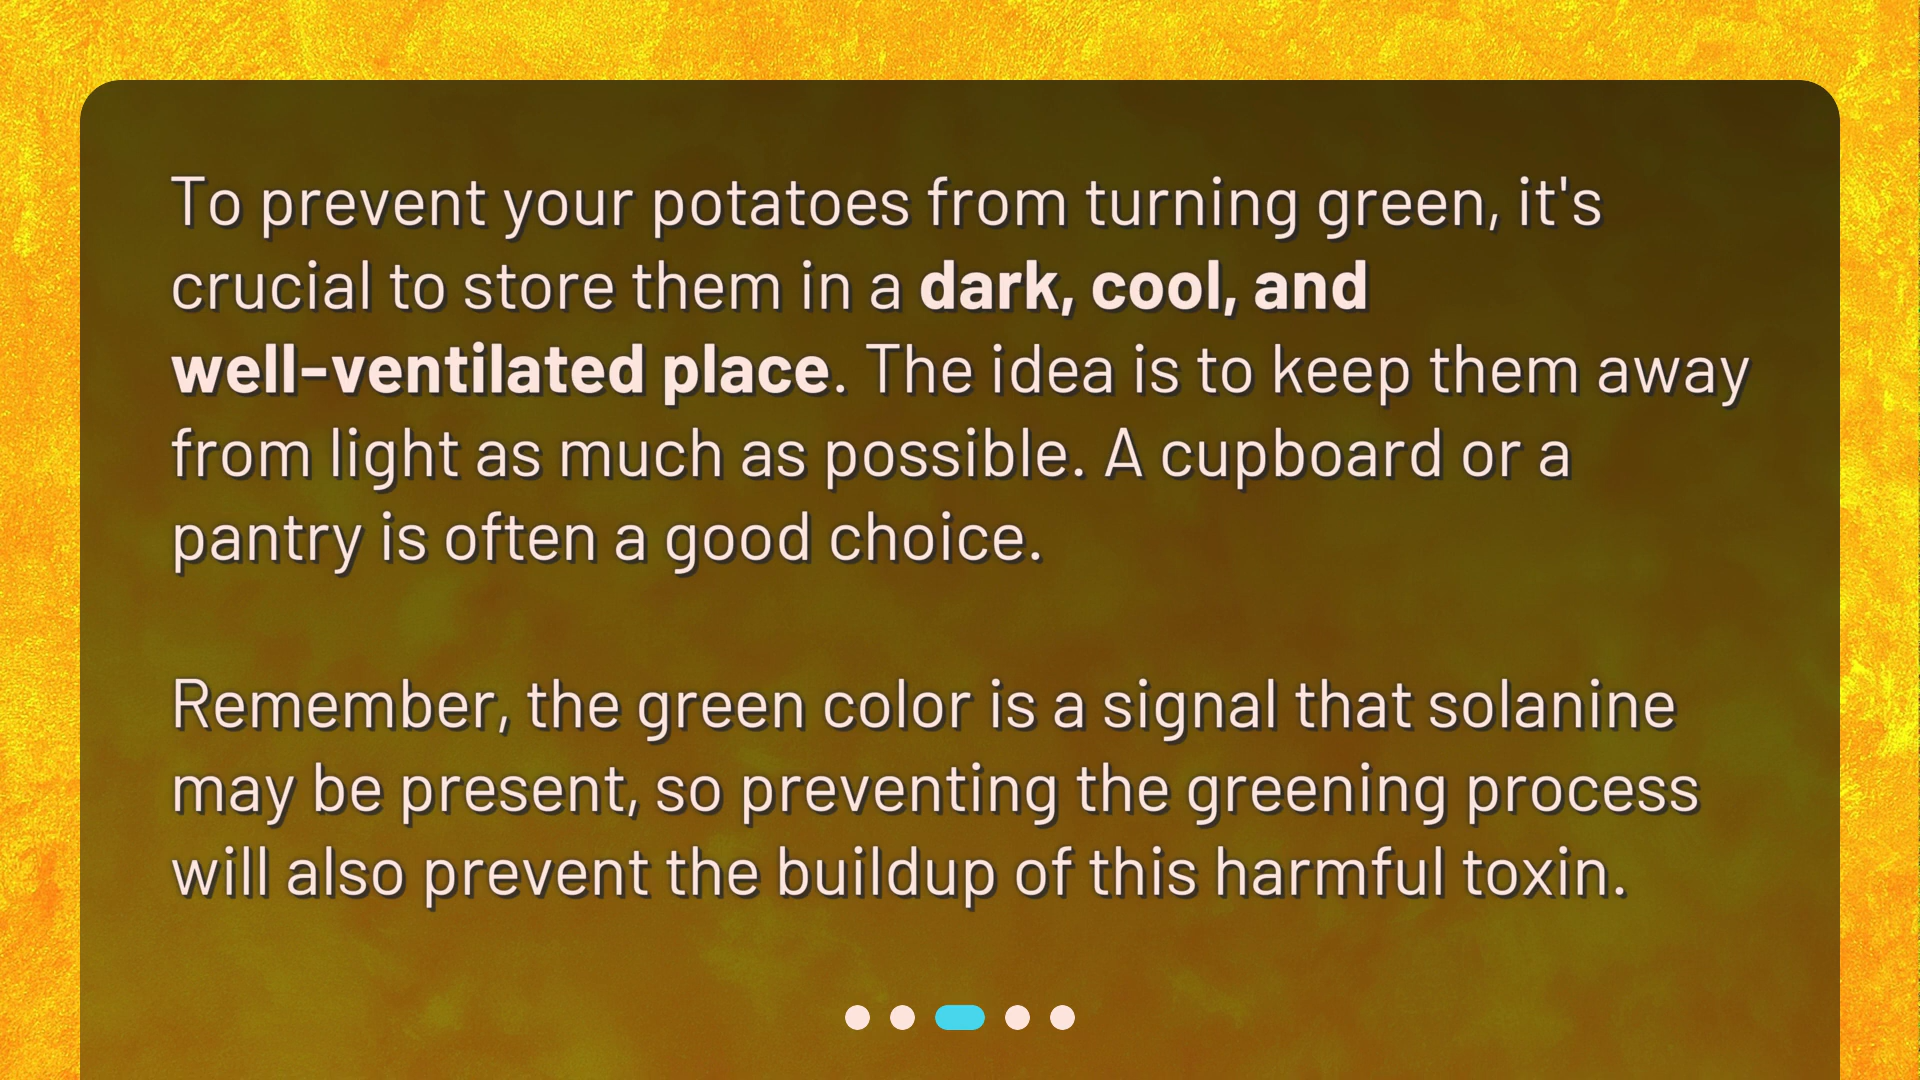 To prevent your potatoes from turning green, it's
crucial to store them in a dark, cool, and
well-ventilated place. The idea is to keep them away
from light as much as possible. A cupboard or a
pantry is often a good choice.
Remember, the green color is a signal that solanine
may be present, so preventing the greening process
will also prevent the buildup of this harmful toxin.